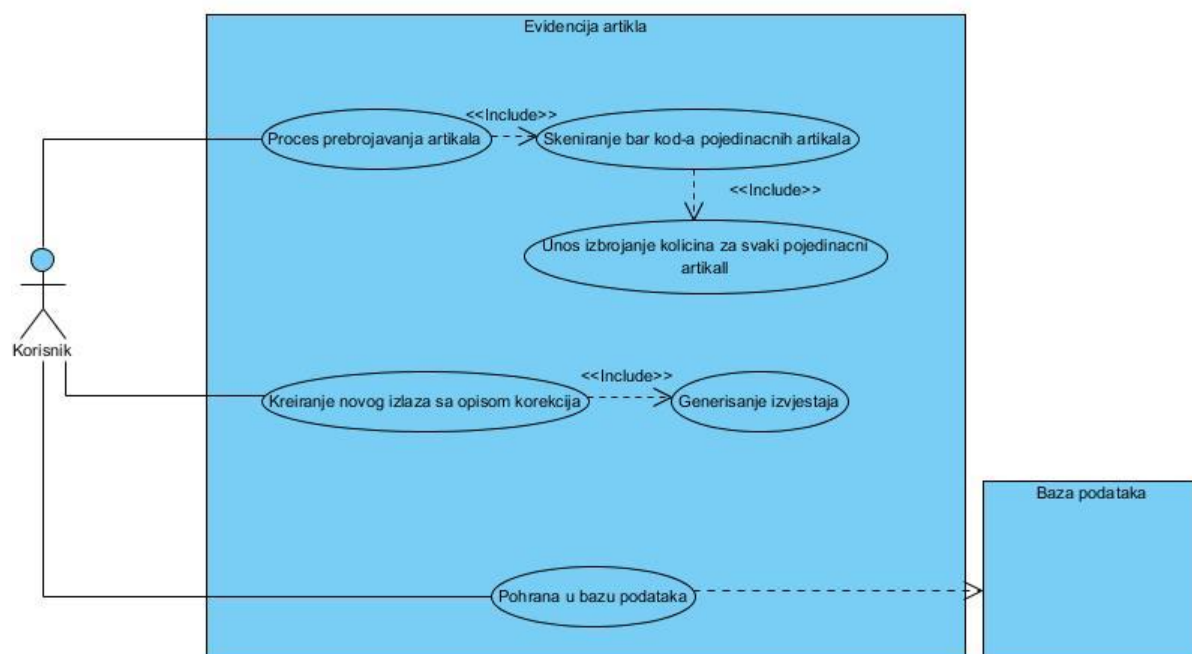 Evidencija artikla
<<Include>>
Proces prebrojavanja artikala
Skeniranje bar kod-a pojedinacnih artikala
<<Include>>
Unos izbrojanje kolicina za svaki pojedinacni
artikall
Korisnik
<<Include>>
Kreiranje novog izlaza sa opisom korekcija
Generisanje izvjestaja
Baza podataka
Pohrana u bazu podataka